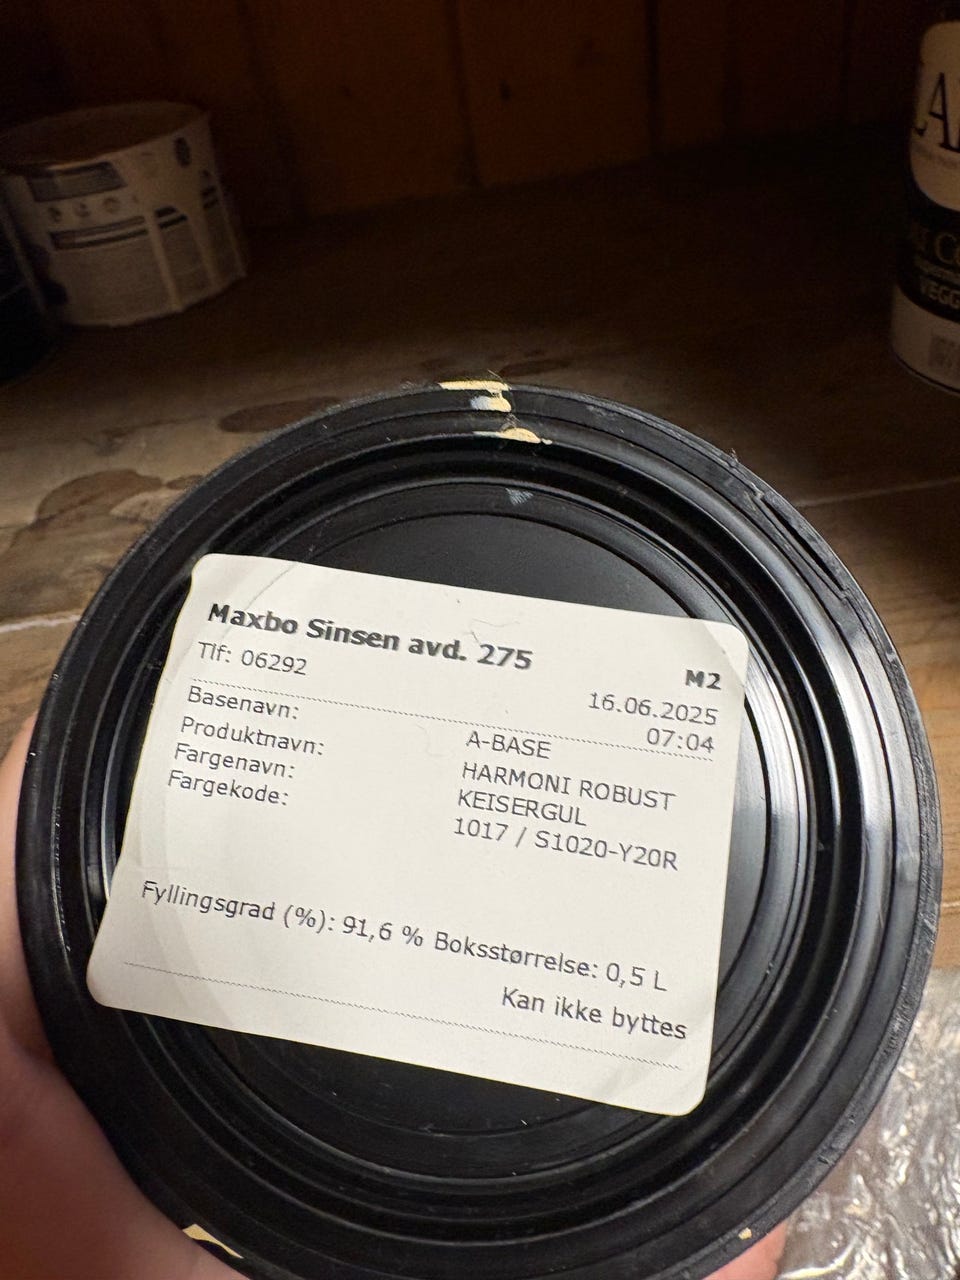 Maxbo Sinsen avd. 275
M2
Tlf: 06292
16.06.2025
07:04
Basenavn: A-BASE
Produktnavn: HARMONI ROBUST
Fargenavn: KEISERGUL
Fargekode: 1017 / S1020-Y20R
Fyllingsgrad (%): 91,6 % Boksstørrelse: 0,5 L
Kan ikke byttes
VEGG